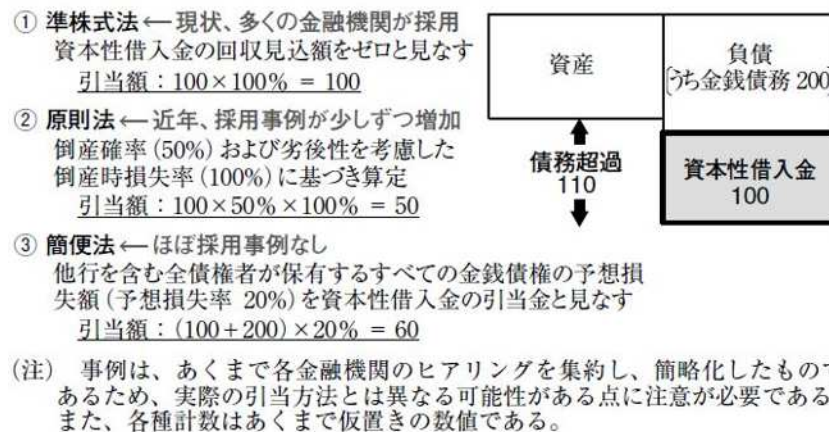 ① 準株式法←現状、多くの金融機関が採用
資本性借入金の回収見込額をゼロと見なす
引当額：100×100% = 100
② 原則法←近年、採用事例が少しずつ増加
倒産確率(50%)および劣後性を考慮した
倒産時損失率(100%)に基づき算定
引当額：100×50%×100% = 50
③ 簡便法←ほぼ採用事例なし
他行を含む全債権者が保有するすべての金銭債権の予想損
失額(予想損失率 20%)を資本性借入金の引当金と見なす
引当額：(100+200)×20% = 60
資産
負債
[うち金銭債務 200]
債務超過
110
資本性借入金
100
(注) 事例は、あくまで各金融機関のヒアリングを集約し、簡略化したもので
あるため、実際の引当方法とは異なる可能性がある点に注意が必要である
また、各種計数はあくまで仮置きの数値である。